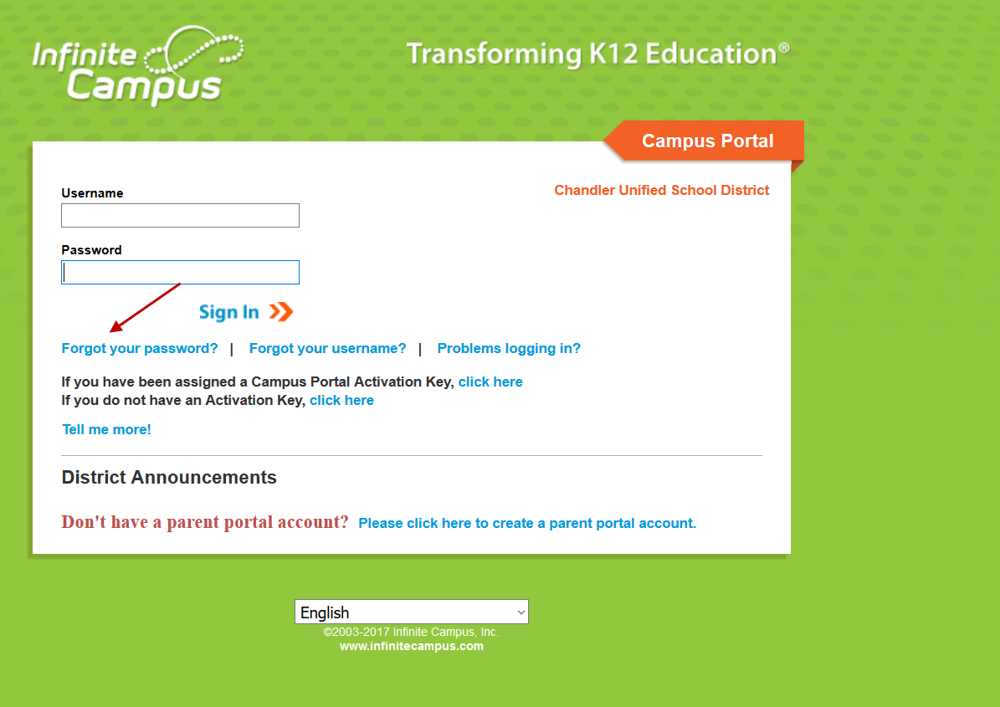 Infinite
Campus
Transforming K12 Education®
Campus Portal
Chandler Unified School District
Username
Password
Sign In
Forgot your password? | Forgot your username? | Problems logging in?
If you have been assigned a Campus Portal Activation Key, click here
If you do not have an Activation Key, click here
Tell me more!
District Announcements
Don't have a parent portal account? Please click here to create a parent portal account.
English
©2003-2017 Infinite Campus, Inc.
www.infinitecampus.com